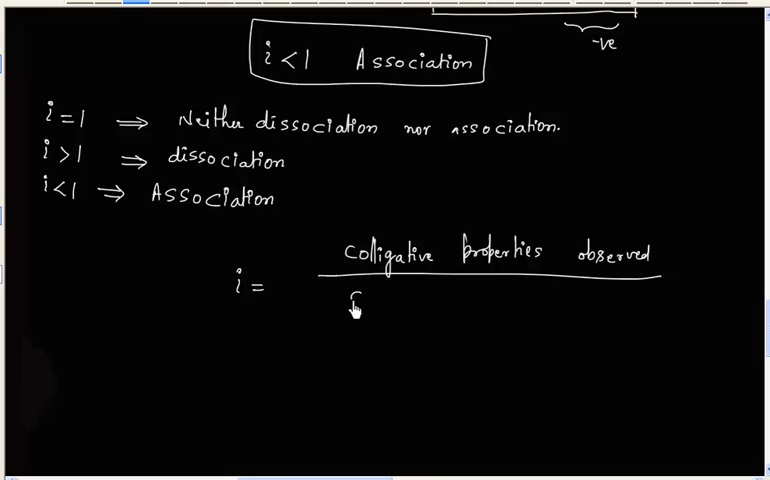 -ve
i < 1 Association
i = 1 ⇒ Neither dissociation nor association.
i > 1 ⇒ dissociation
i < 1 ⇒ Association
colligative properties observed
i =